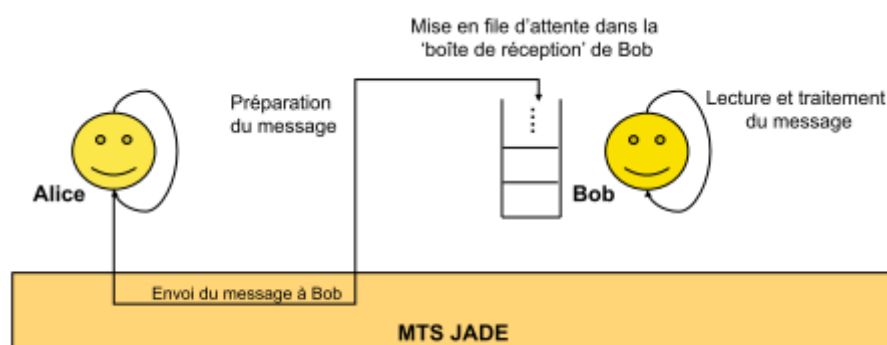 Mise en file d'attente dans la
'boîte de réception' de Bob
Préparation
du message
Lecture et traitement
du message
Alice
Bob
Envoi du message à Bob
MTS JADE